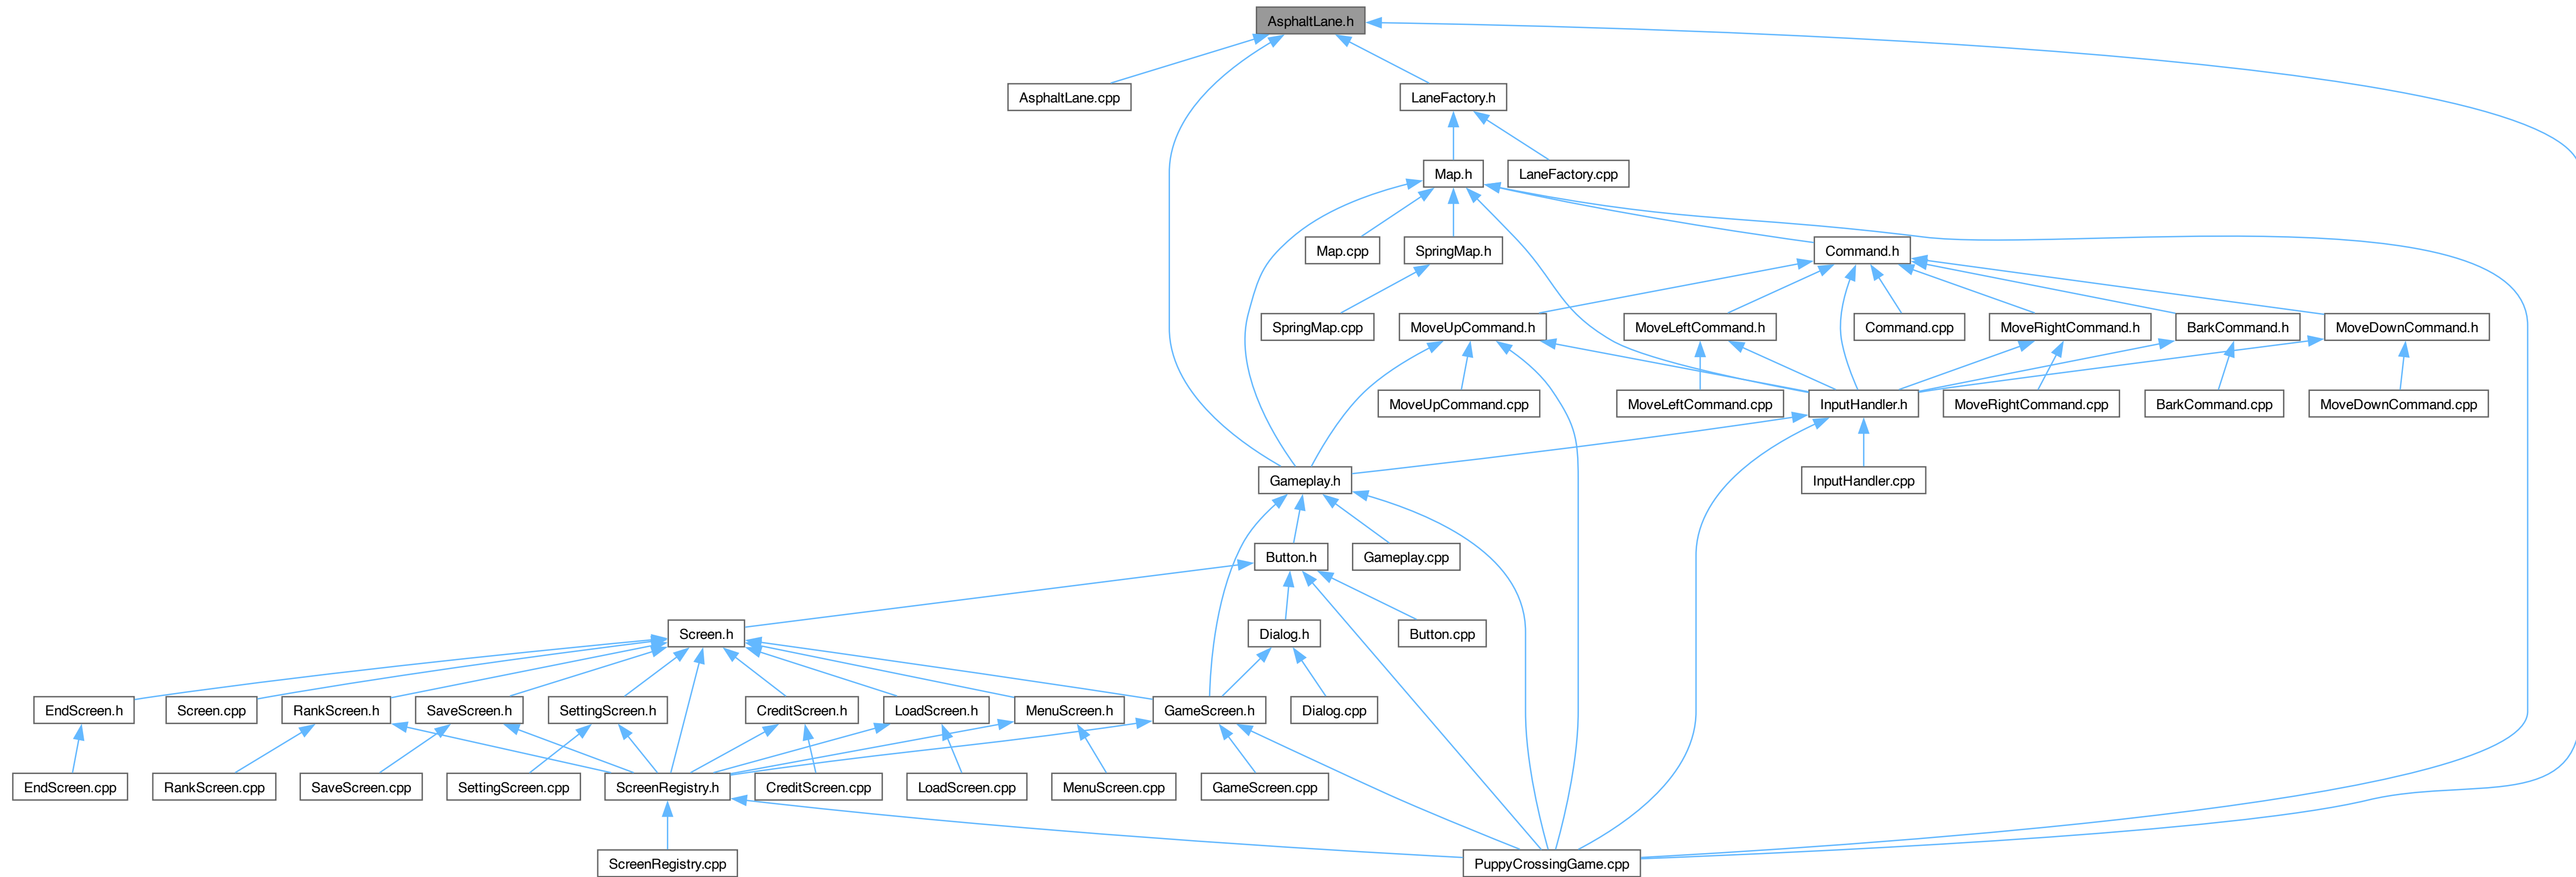 AsphaltLane.h
AsphaltLane.cpp
LaneFactory.h
Map.h
LaneFactory.cpp
Map.cpp
SpringMap.h
Command.h
SpringMap.cpp
MoveUpCommand.h
MoveLeftCommand.h
Command.cpp
MoveRightCommand.h
BarkCommand.h
MoveDownCommand.h
MoveUpCommand.cpp
MoveLeftCommand.cpp
InputHandler.h
MoveRightCommand.cpp
BarkCommand.cpp
MoveDownCommand.cpp
Gameplay.h
InputHandler.cpp
Button.h
Gameplay.cpp
Screen.h
Dialog.h
Button.cpp
EndScreen.h
Screen.cpp
RankScreen.h
SaveScreen.h
SettingScreen.h
CreditScreen.h
LoadScreen.h
MenuScreen.h
GameScreen.h
Dialog.cpp
EndScreen.cpp
RankScreen.cpp
SaveScreen.cpp
SettingScreen.cpp
ScreenRegistry.h
CreditScreen.cpp
LoadScreen.cpp
MenuScreen.cpp
GameScreen.cpp
ScreenRegistry.cpp
PuppyCrossingGame.cpp